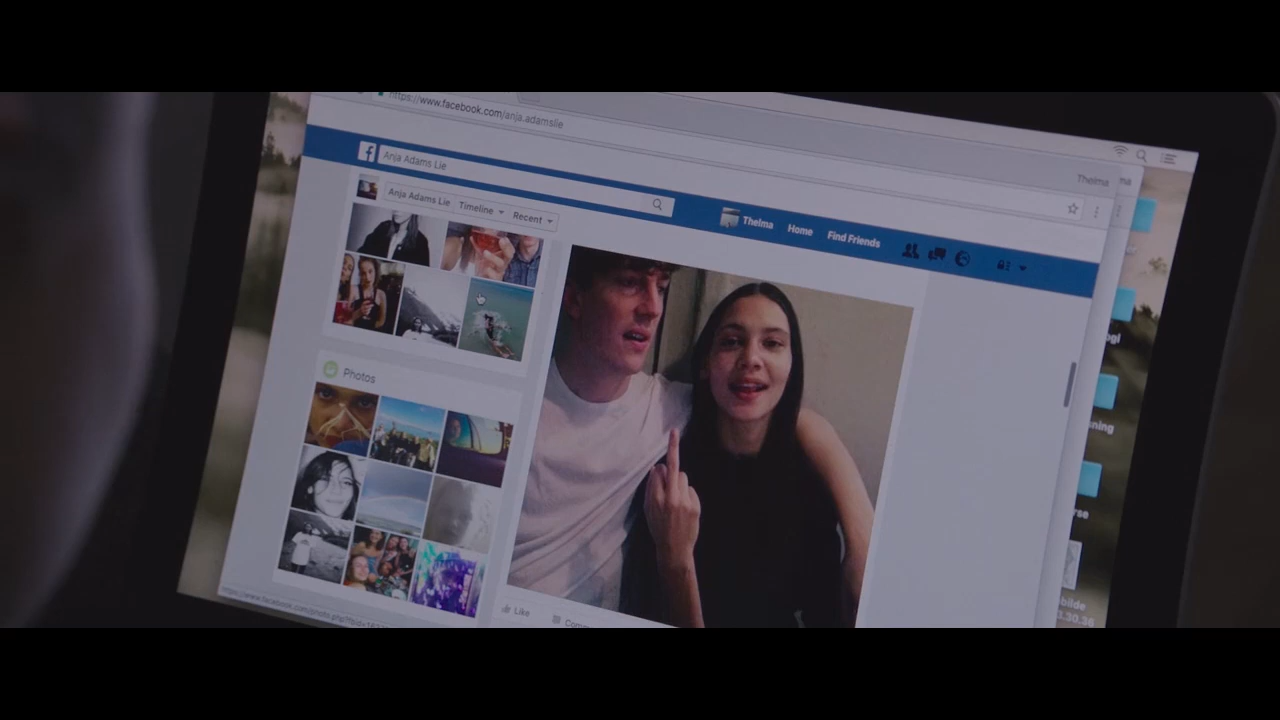 https://www.facebook.com/anja.adamslie
Thelma
Anja Adams Lie
Anja Adams Lie Timeline Recent
Thelma Home Find Friends
Photos
Like